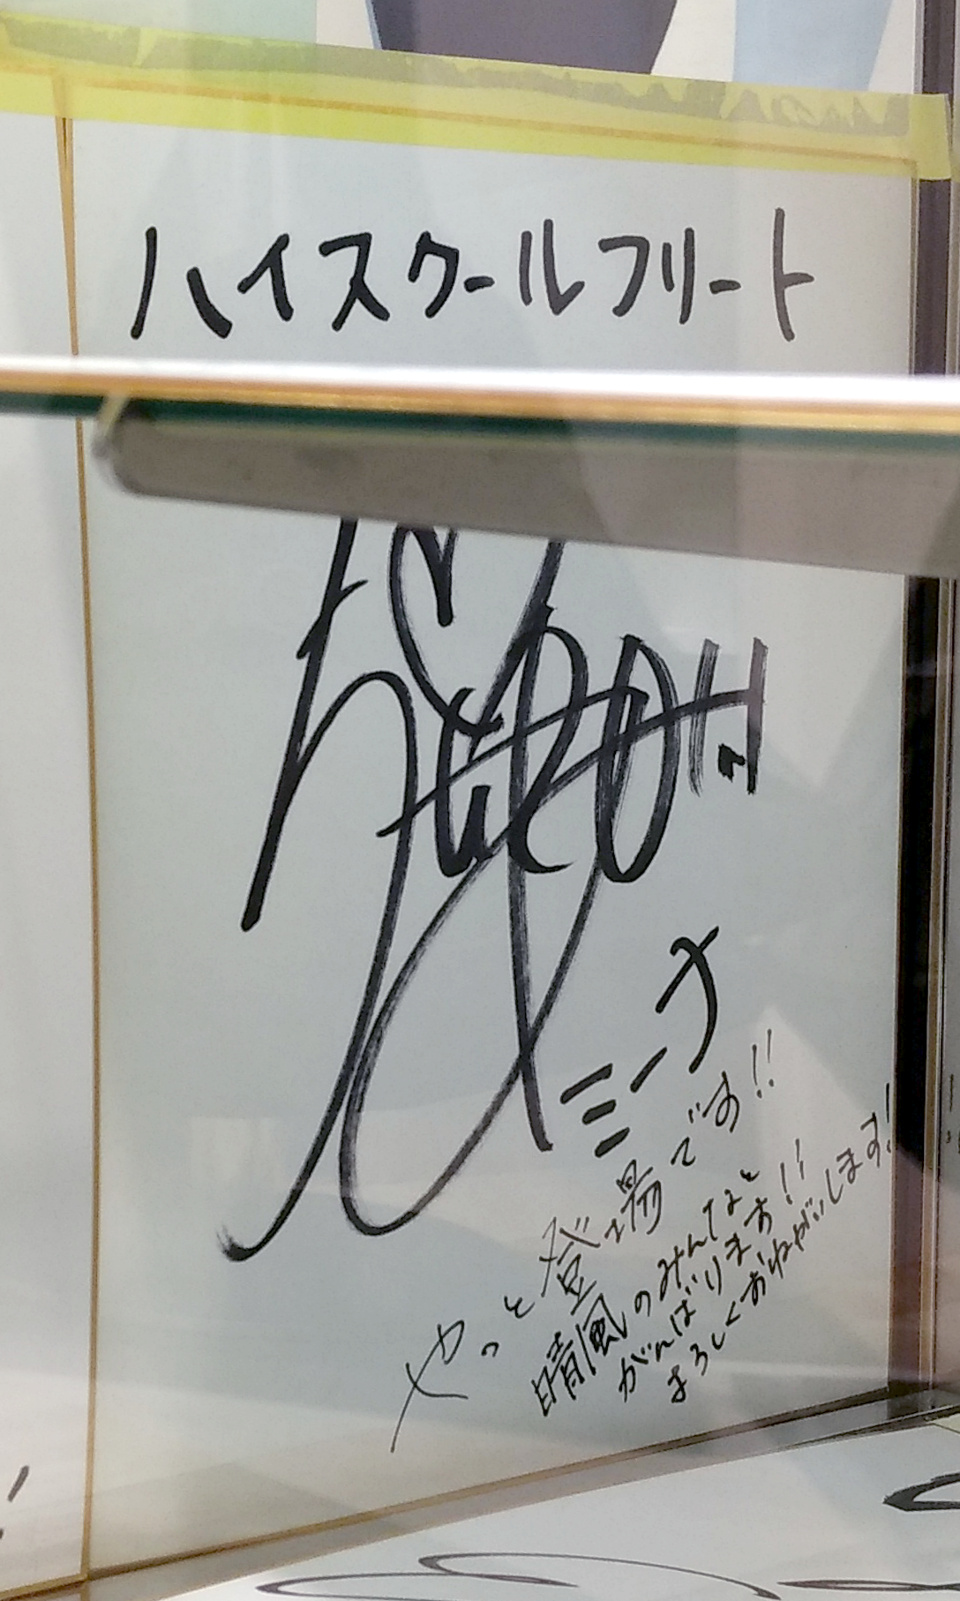 ハイスクールフリート
ミーナ
やっと登場です!!
晴風のみんなと
がんばります!!
よろしくおねがいします!